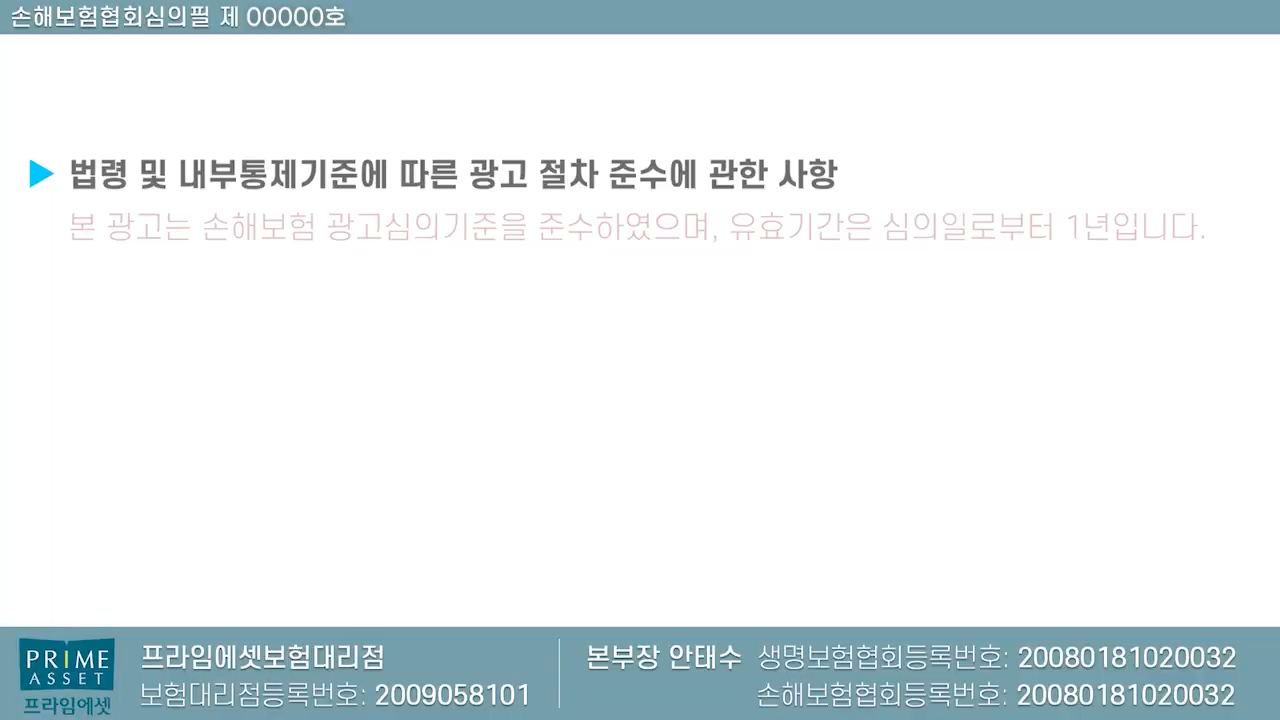 손해보험협회심의필 제 00000호
▶ 법령 및 내부통제기준에 따른 광고 절차 준수에 관한 사항
본 광고는 손해보험 광고심의기준을 준수하였으며, 유효기간은 심의일로부터 1년입니다.
PRIME
ASSET
프라임에셋
프라임에셋보험대리점
보험대리점등록번호: 2009058101
본부장 안태수 생명보험협회등록번호: 20080181020032
손해보험협회등록번호: 20080181020032